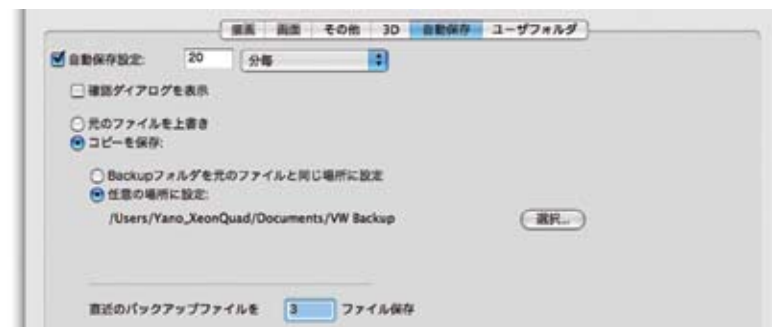 描画 画面 その他 3D 自動保存 ユーザフォルダ
自動保存設定: 20 分毎
確認ダイアログを表示
元のファイルを上書き
コピーを保存:
Backupフォルダを元のファイルと同じ場所に設定
任意の場所に設定:
/Users/Yano_XeonQuad/Documents/VW Backup 選択...
直近のバックアップファイルを 3 ファイル保存